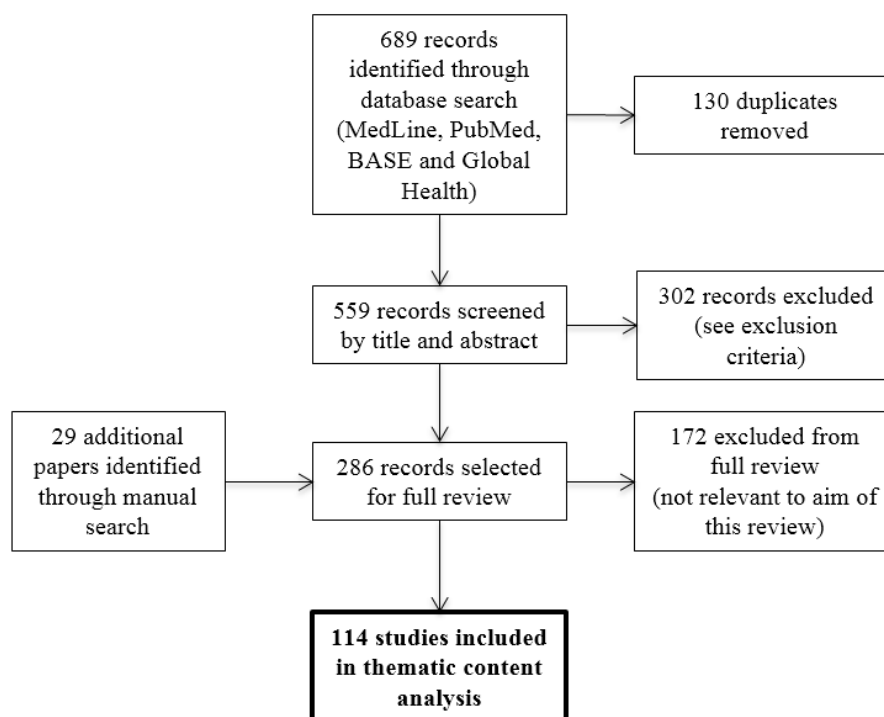 689 records
identified through
database search
(MedLine, PubMed,
BASE and Global
Health)
130 duplicates
removed
559 records screened
by title and abstract
302 records excluded
(see exclusion
criteria)
29 additional
papers identified
through manual
search
286 records selected
for full review
172 excluded from
full review
(not relevant to aim of
this review)
114 studies included
in thematic content
analysis